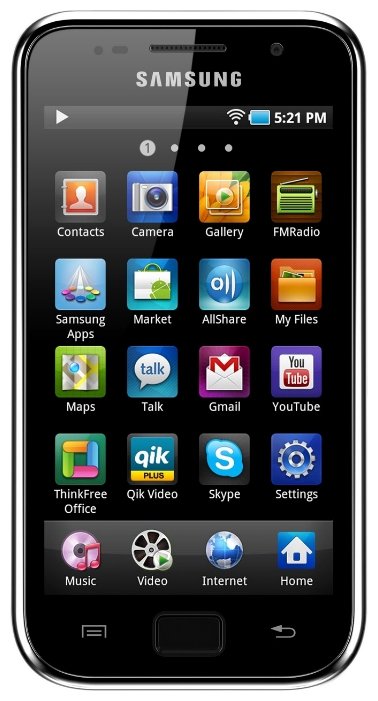 SAMSUNG
5:21 PM
1
Contacts Camera Gallery FMRadio
Samsung Apps Market AllShare My Files
Maps talk Talk Gmail You Tube YouTube
ThinkFree Office qik PLUS Qik Video Skype Settings
Music Video Internet Home